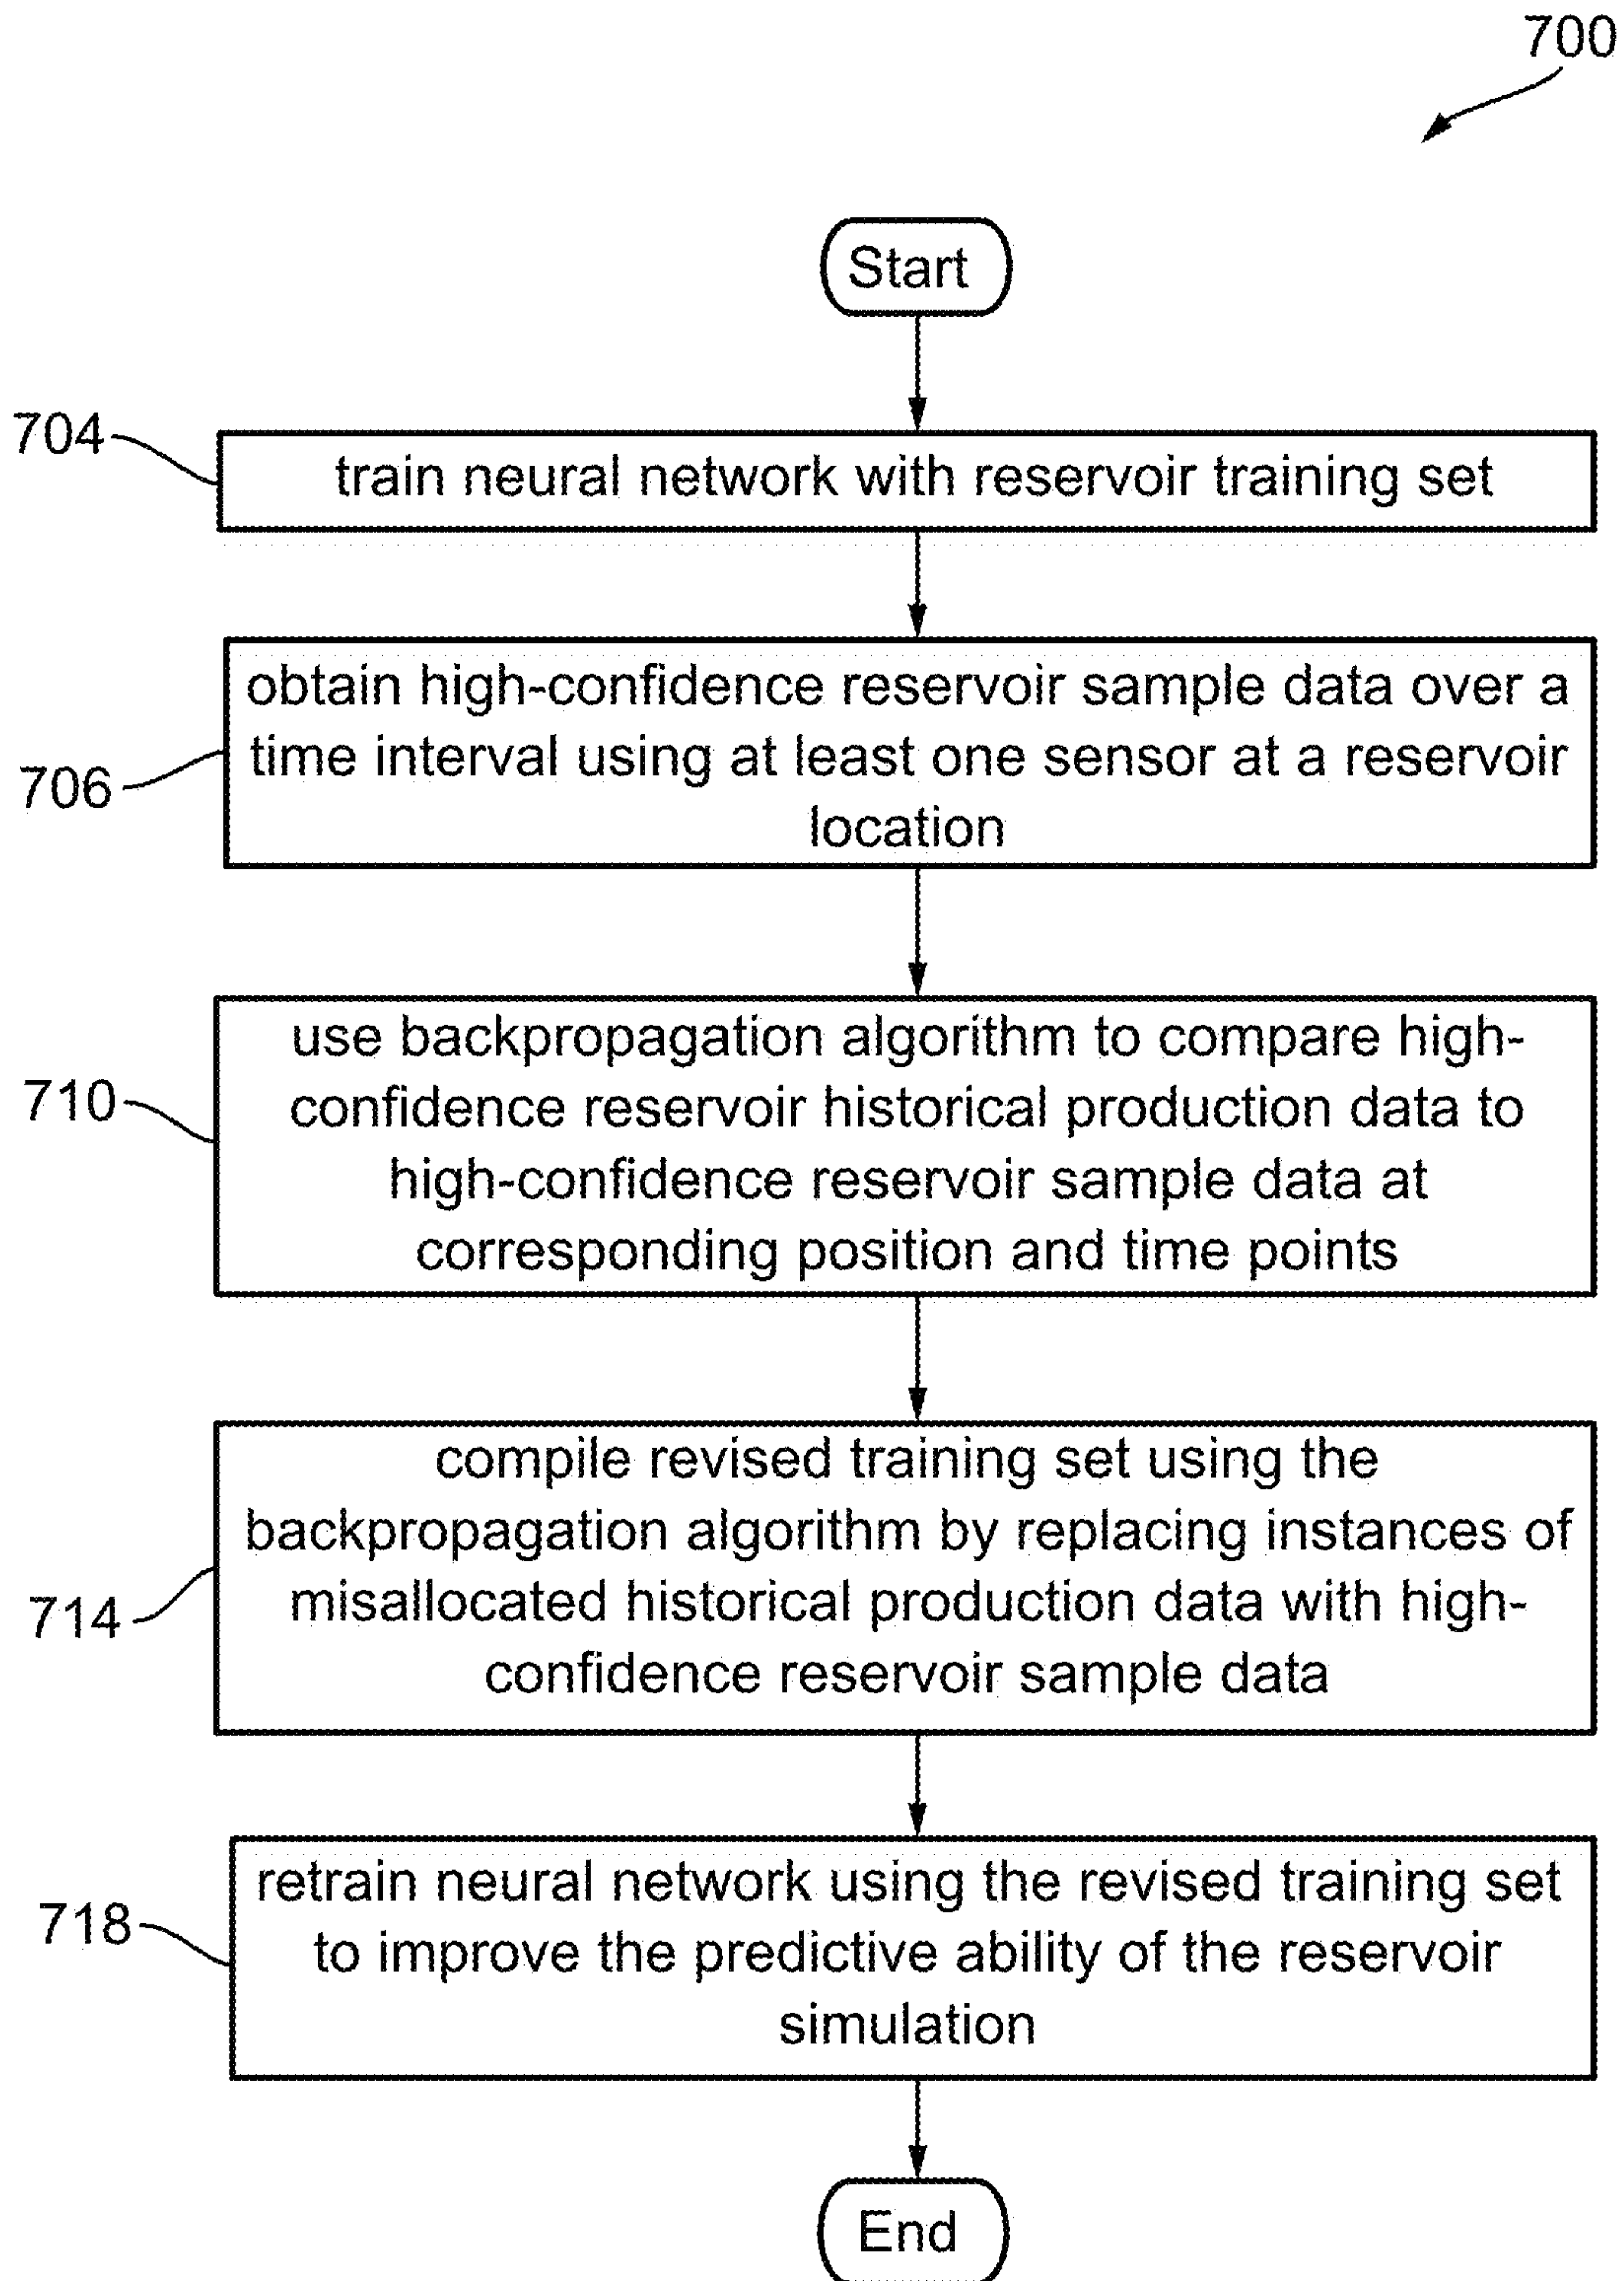 700
Start
704
train neural network with reservoir training set
706
obtain high-confidence reservoir sample data over a
time interval using at least one sensor at a reservoir
location
710
use backpropagation algorithm to compare high-
confidence reservoir historical production data to
high-confidence reservoir sample data at
corresponding position and time points
714
compile revised training set using the
backpropagation algorithm by replacing instances of
misallocated historical production data with high-
confidence reservoir sample data
718
retrain neural network using the revised training set
to improve the predictive ability of the reservoir
simulation
End